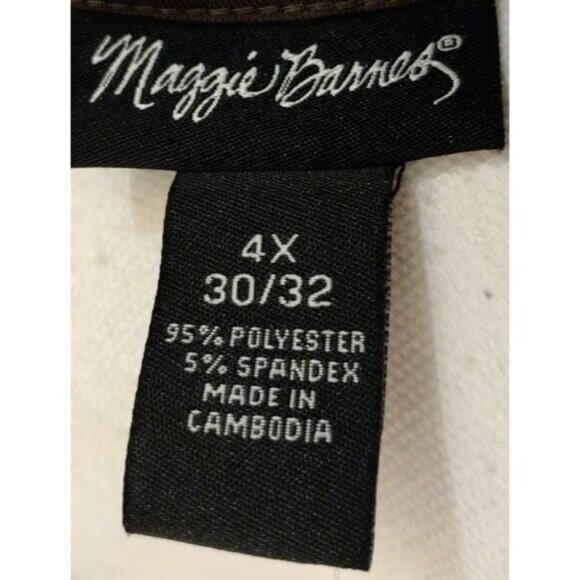 Maggie Barnes®
4X
30/32
95% POLYESTER
5% SPANDEX
MADE IN
CAMBODIA